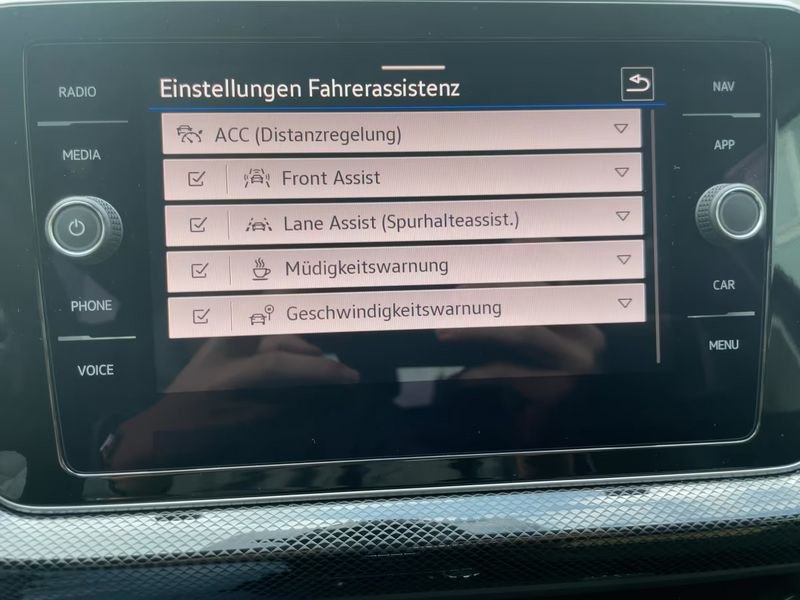 Einstellungen Fahrerassistenz
RADIO
MEDIA
PHONE
VOICE
ACC (Distanzregelung)
Front Assist
Lane Assist (Spurhalteassist.)
Müdigkeitswarnung
Geschwindigkeitswarnung
NAV
APP
CAR
MENU